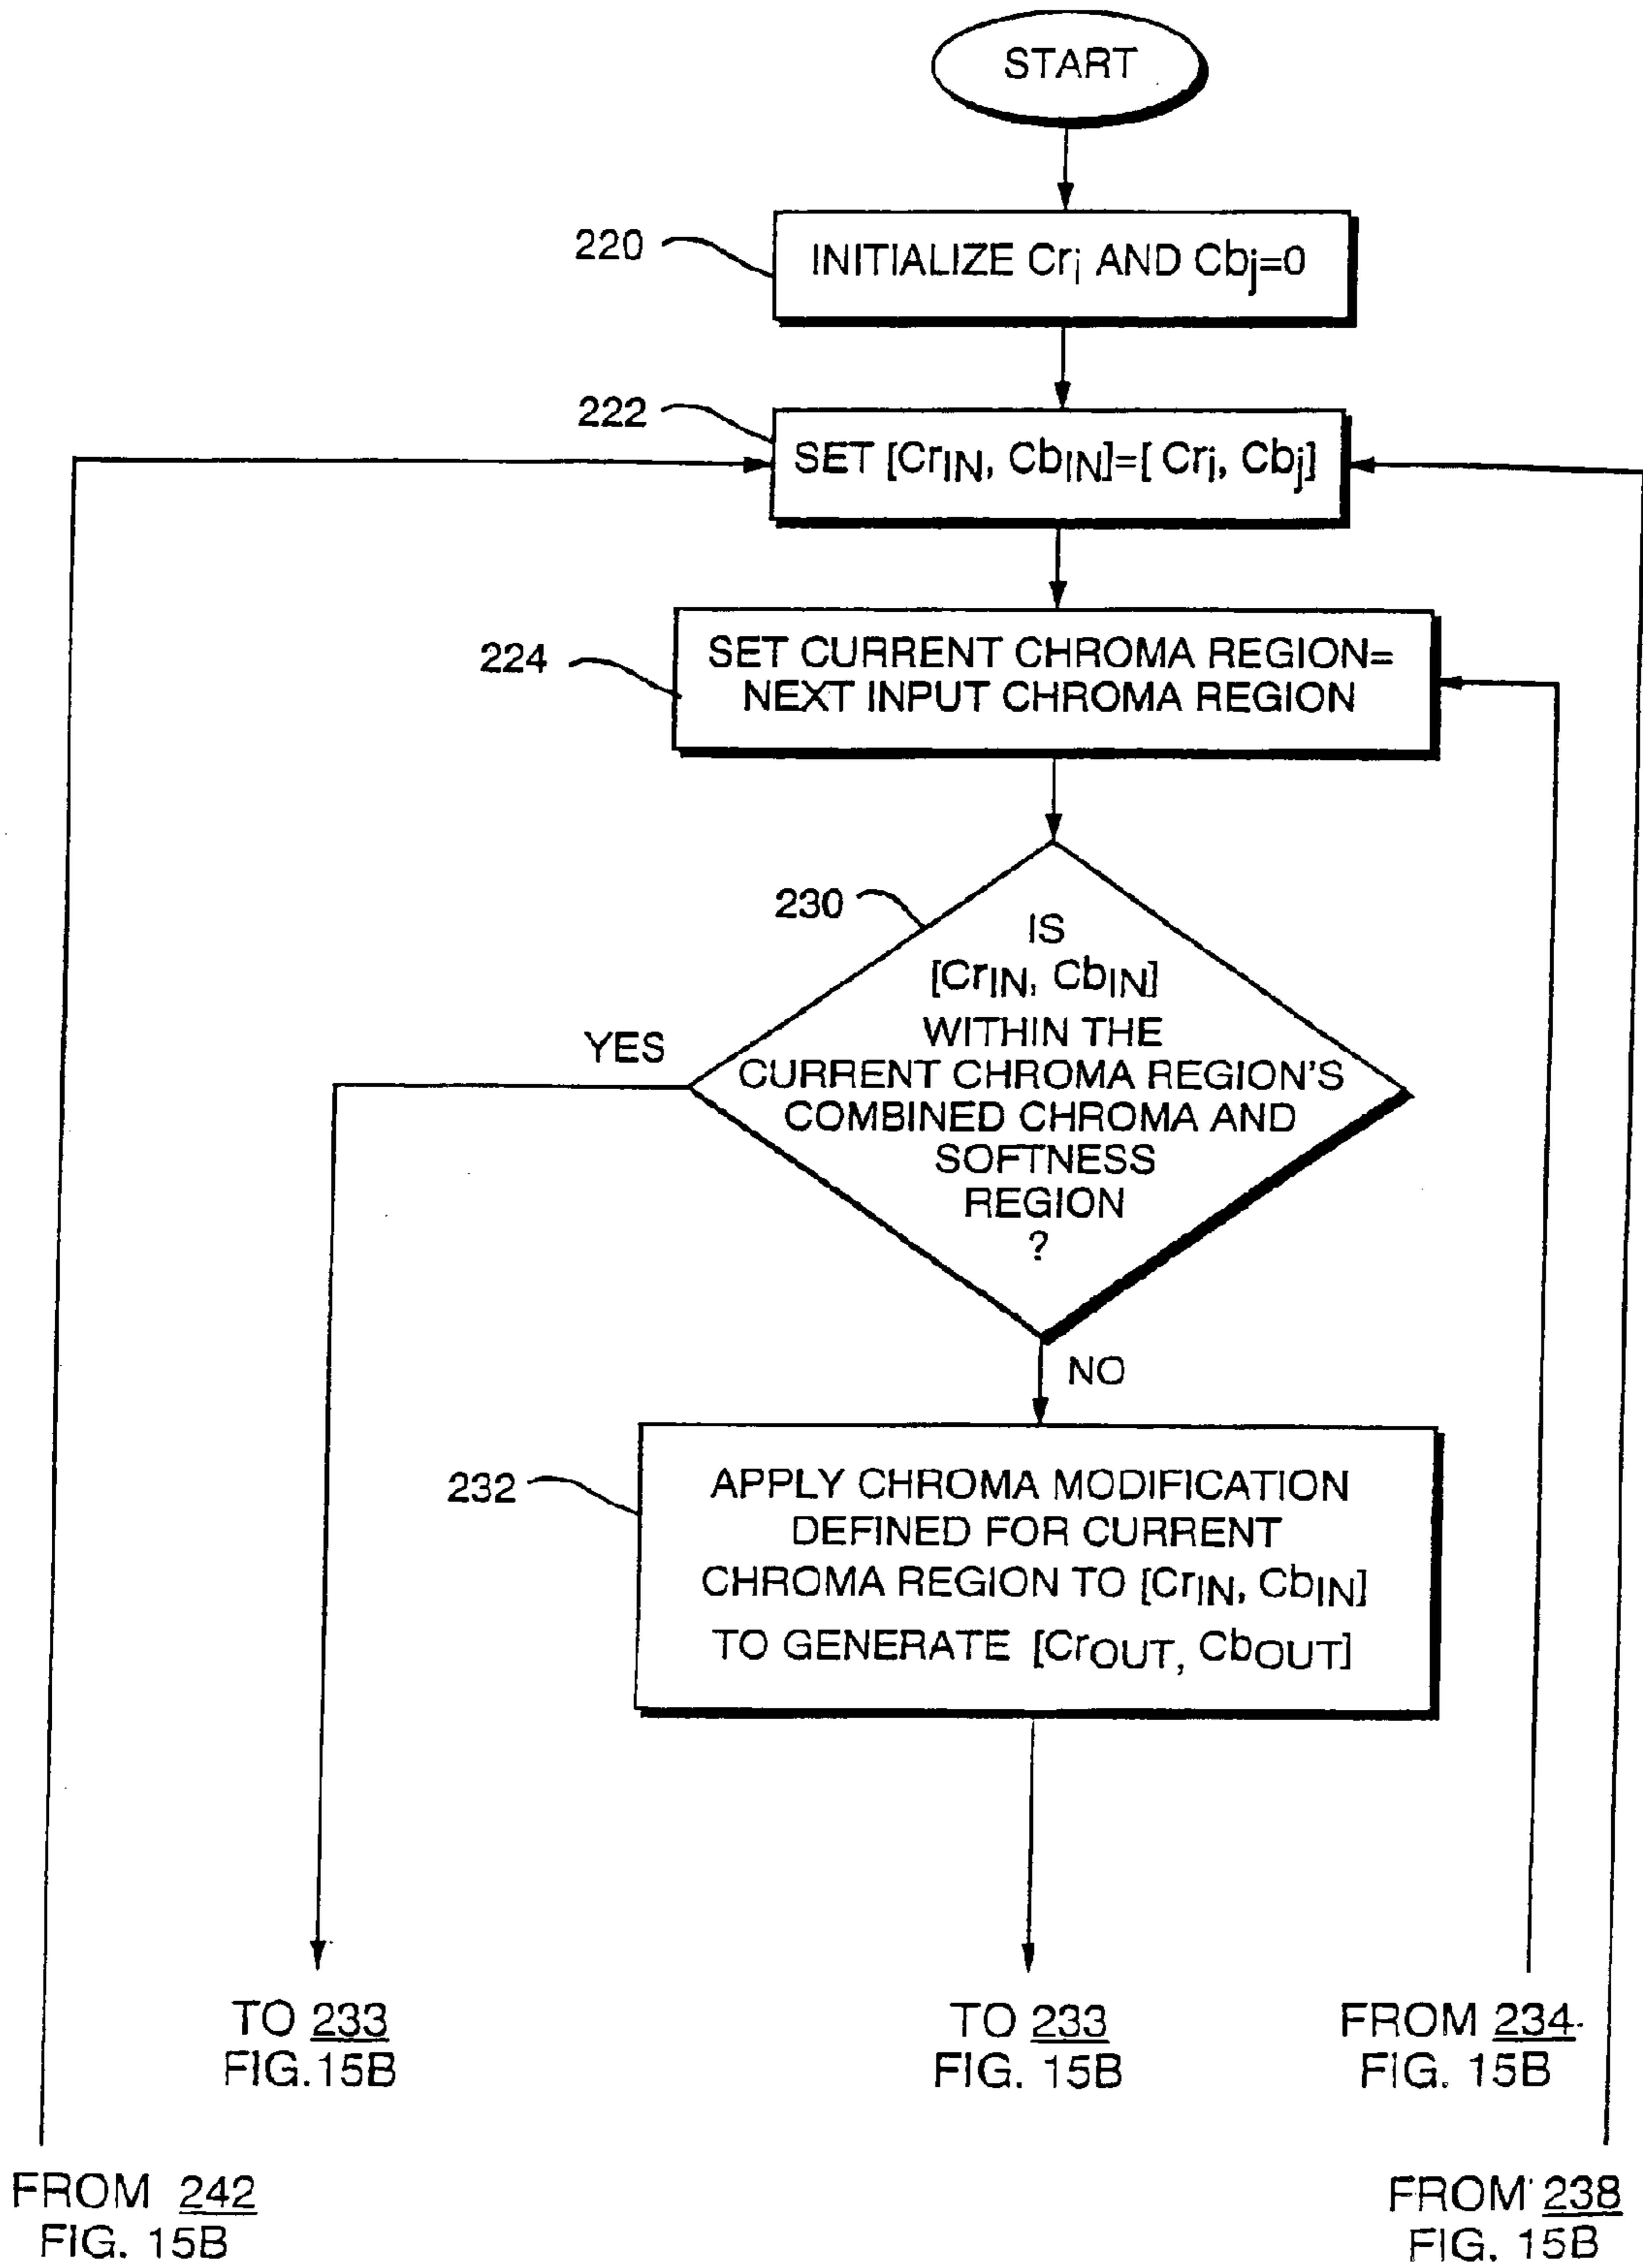 START
220
INITIALIZE Cri AND Cbj=0
222
SET [CrIN, CbIN]=[ Cri, Cbj]
224
SET CURRENT CHROMA REGION=
NEXT INPUT CHROMA REGION
230
IS
[CrIN, CbIN]
WITHIN THE
CURRENT CHROMA REGION'S
COMBINED CHROMA AND
SOFTNESS
REGION
?
YES
NO
232
APPLY CHROMA MODIFICATION
DEFINED FOR CURRENT
CHROMA REGION TO [CrIN, CbIN]
TO GENERATE [CrOUT, CbOUT]
TO 233
FIG.15B
TO 233
FIG. 15B
FROM 234
FIG. 15B
FROM 242
FIG. 15B
FROM 238
FIG. 15B